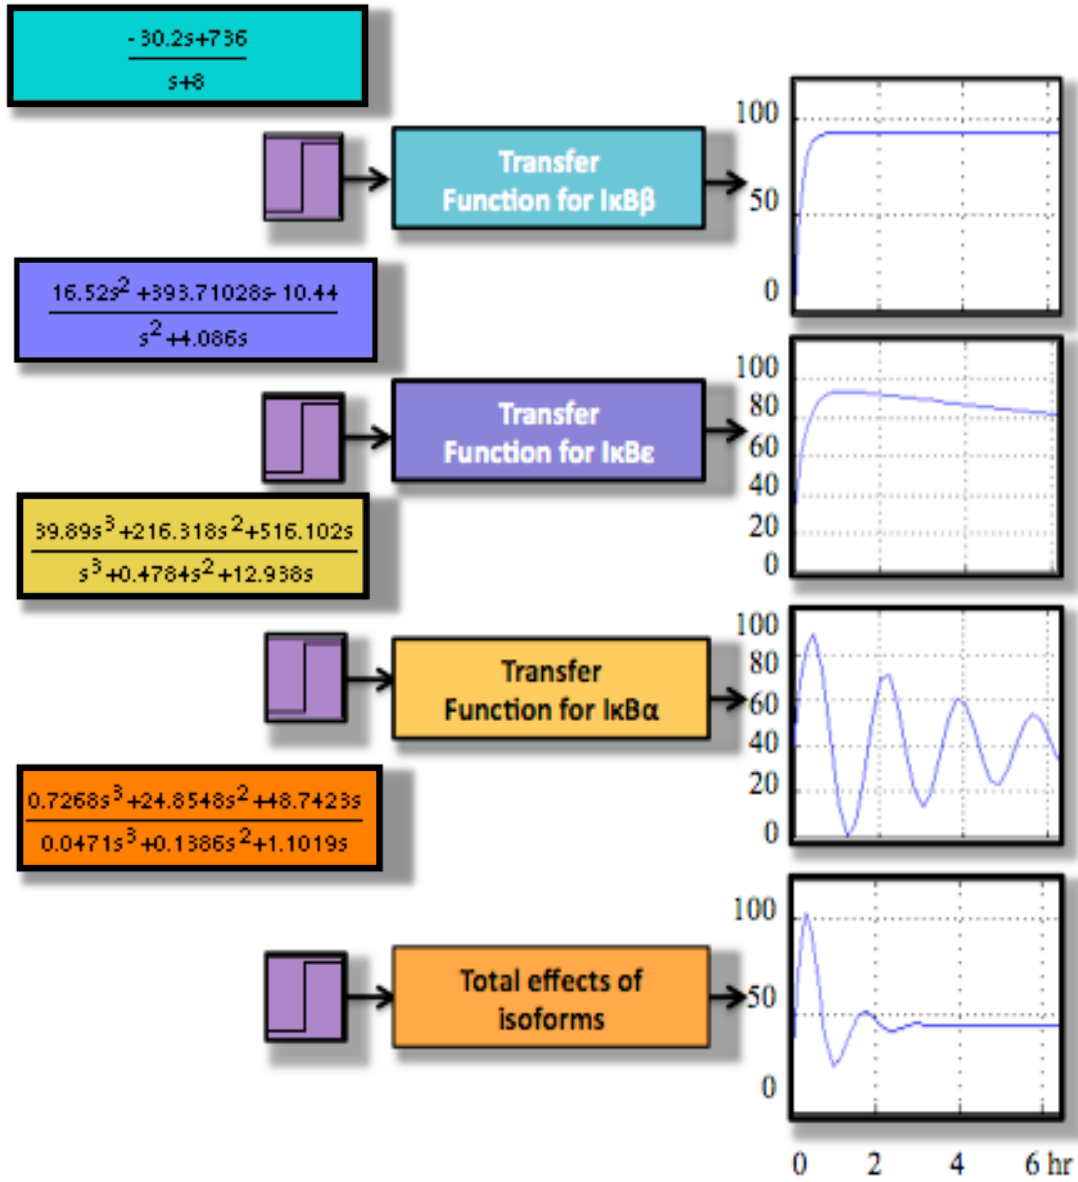 -30.2s+736
s+8
Transfer
Function for IκBβ
100
50
0
16.52s² +393.71028s-10.44
s² +4.086s
Transfer
Function for IκBε
100
80
60
40
20
0
39.89s³ +216.318s² +516.102s
s³ +0.4784s² +12.938s
Transfer
Function for IκBα
100
80
60
40
20
0
0.7268s³ +24.8548s² +48.7423s
0.0471s³ +0.1386s² +1.1019s
Total effects of
isoforms
100
50
0
0 2 4 6 hr